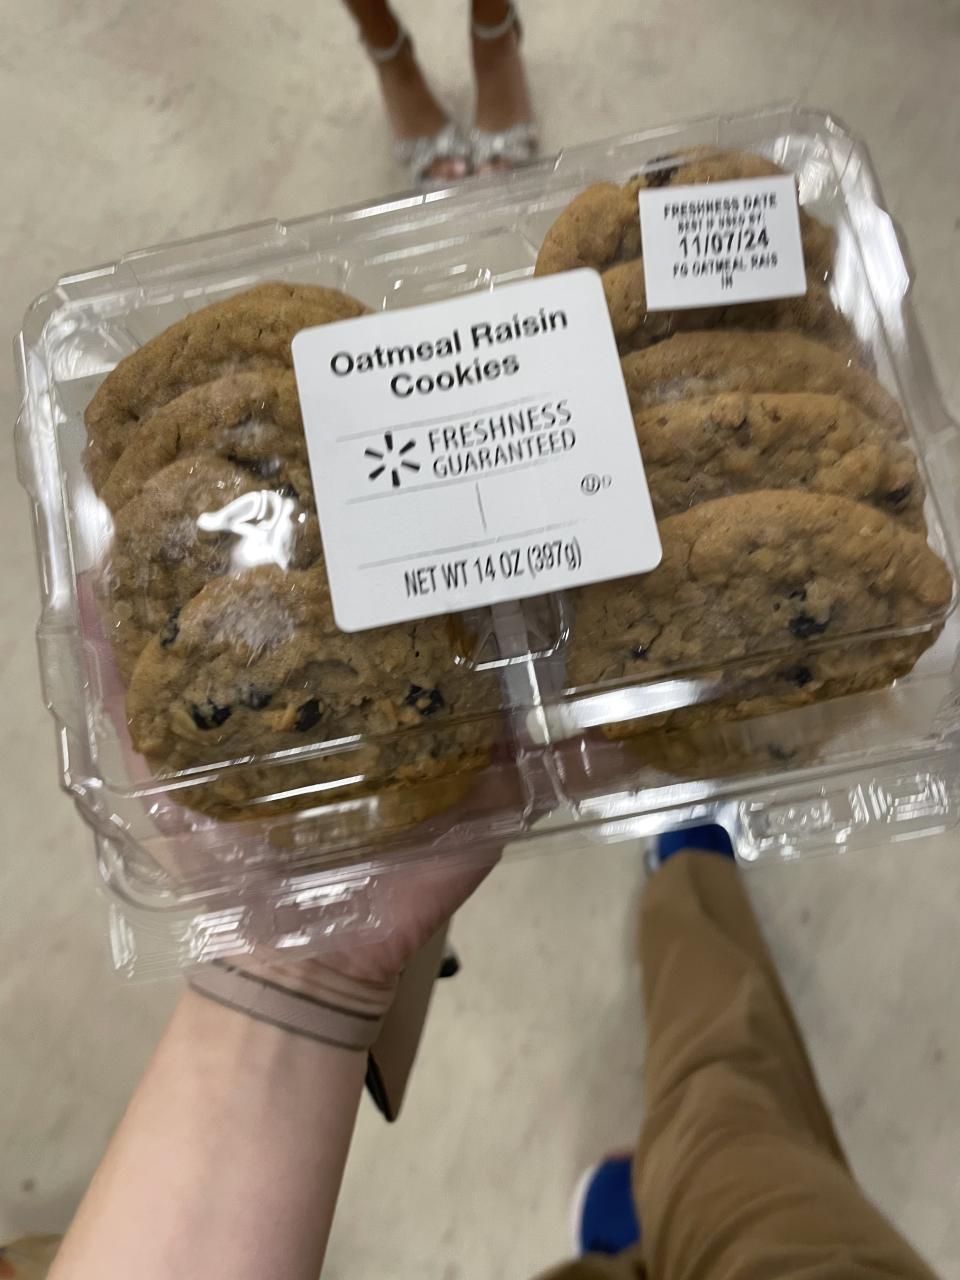 FRESHNESS DATE
BEST IF USED BY:
11/07/24
FG OATMEAL RAIS
IN
Oatmeal Raisin
Cookies
FRESHNESS
GUARANTEED
U D
NET WT 14 OZ (397g)